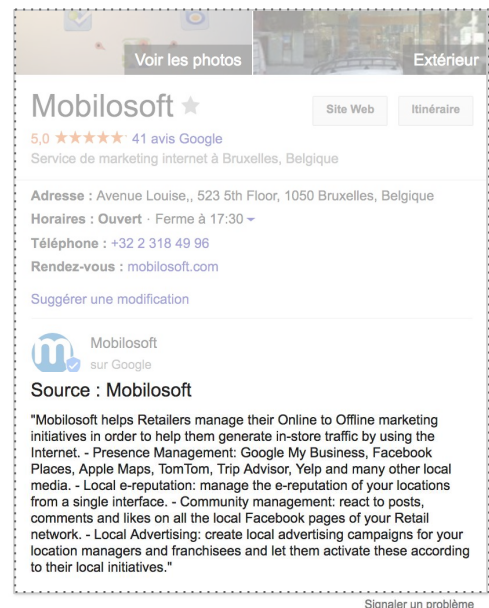 Voir les photos
Extérieur
Mobilosoft
Site Web
Itinéraire
5,0 ★★★★★ 41 avis Google
Service de marketing internet à Bruxelles, Belgique
Adresse : Avenue Louise,, 523 5th Floor, 1050 Bruxelles, Belgique
Horaires : Ouvert · Ferme à 17:30
Téléphone : +32 2 318 49 96
Rendez-vous : mobilosoft.com
Suggérer une modification
m
Mobilosoft
sur Google
Source : Mobilosoft
"Mobilosoft helps Retailers manage their Online to Offline marketing
initiatives in order to help them generate in-store traffic by using the
Internet. - Presence Management: Google My Business, Facebook
Places, Apple Maps, TomTom, Trip Advisor, Yelp and many other local
media. - Local e-reputation: manage the e-reputation of your locations
from a single interface. - Community management: react to posts,
comments and likes on all the local Facebook pages of your Retail
network. - Local Advertising: create local advertising campaigns for your
location managers and franchisees and let them activate these according
to their local initiatives."
Signaler un problème